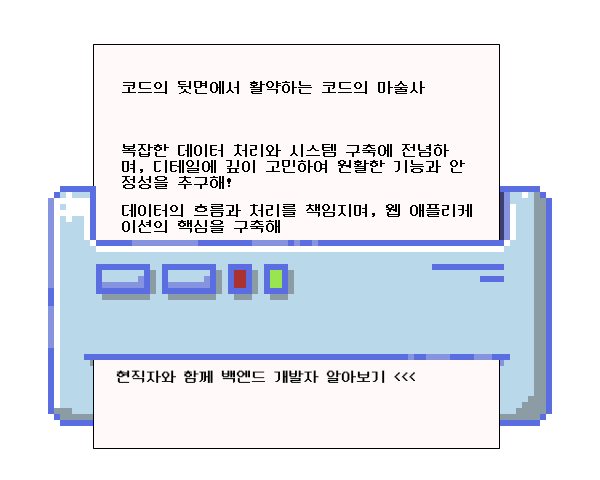 코드의 뒷면에서 활약하는 코드의 마술사
복잡한 데이터 처리와 시스템 구축에 전념하
며, 디테일에 깊이 고민하여 원활한 기능과 안
정성을 추구해!
데이터의 흐름과 처리를 책임지며, 웹 애플리케
이션의 핵심을 구축해
현직자와 함께 백엔드 개발자 알아보기 <<<